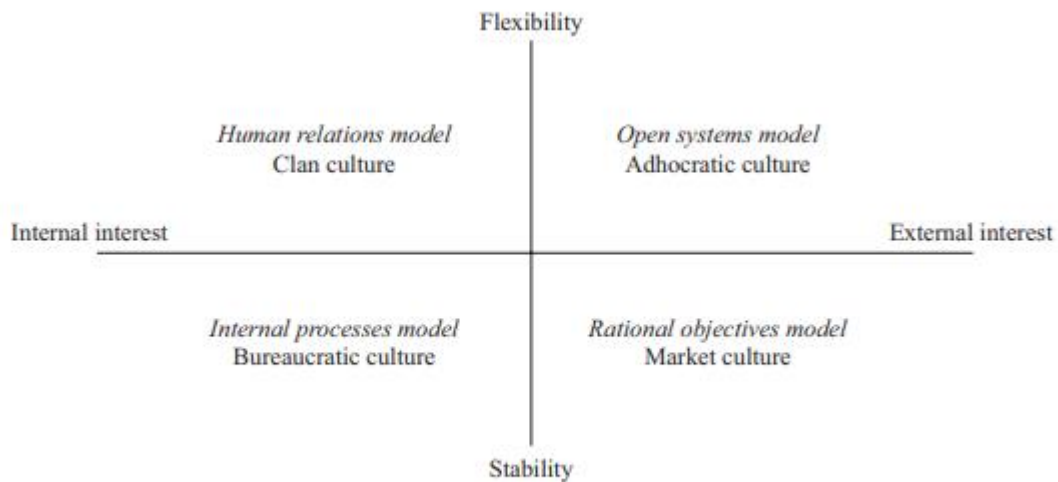 Flexibility
Human relations model
Open systems model
Clan culture
Adhocratic culture
Internal interest
External interest
Internal processes model
Rational objectives model
Bureaucratic culture
Market culture
Stability